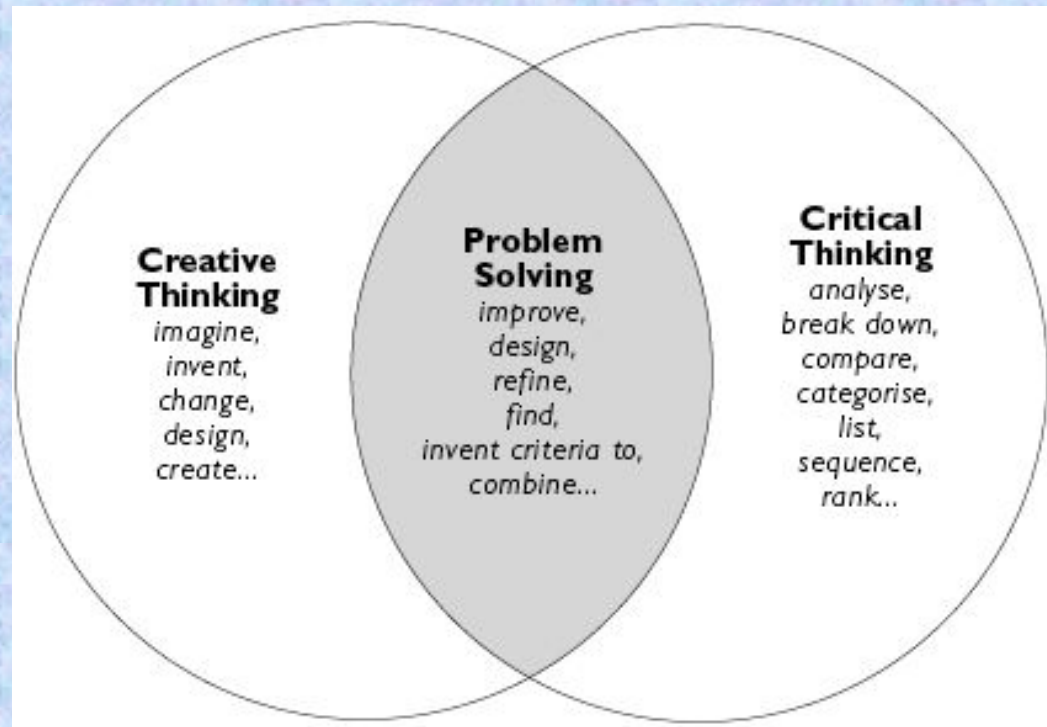 Creative
Thinking
imagine,
invent,
change,
design,
create...
Problem
Solving
improve,
design,
refine,
find,
invent criteria to,
combine...
Critical
Thinking
analyse,
break down,
compare,
categorise,
list,
sequence,
rank...